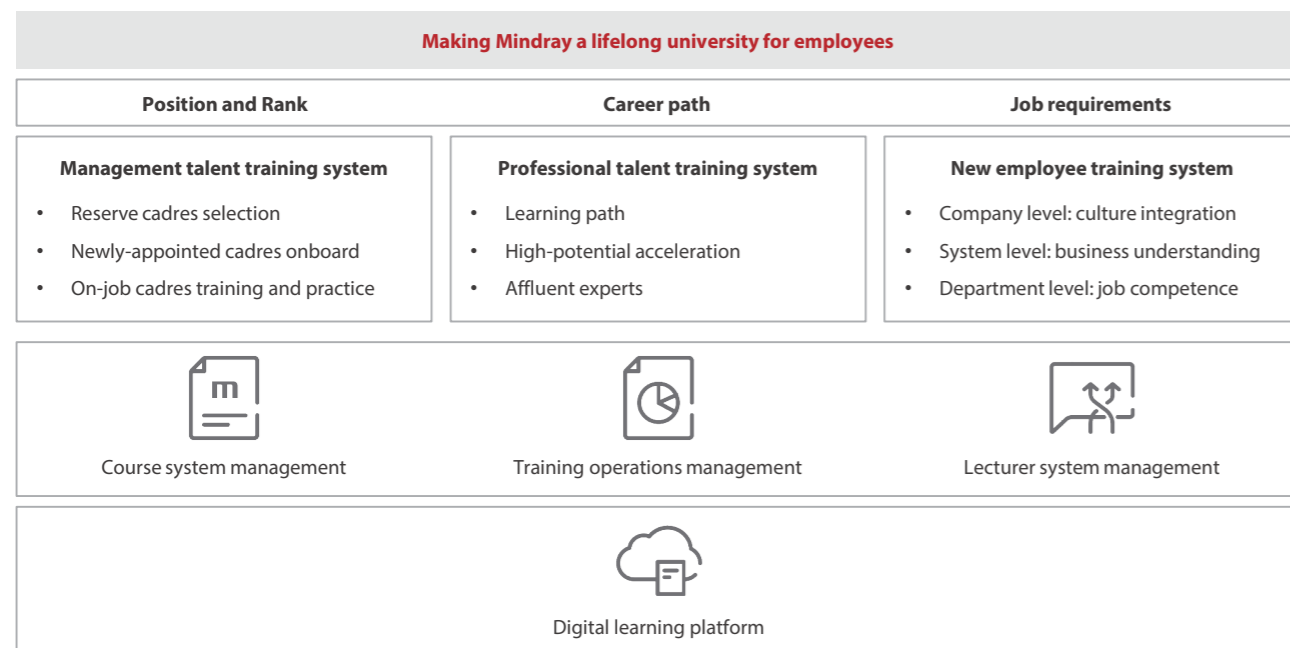 Making Mindray a lifelong university for employees
Position and Rank
Career path
Job requirements
Management talent training system
• Reserve cadres selection
• Newly-appointed cadres onboard
• On-job cadres training and practice
Professional talent training system
• Learning path
• High-potential acceleration
• Affluent experts
New employee training system
• Company level: culture integration
• System level: business understanding
• Department level: job competence
m
Course system management
Training operations management
Lecturer system management
Digital learning platform